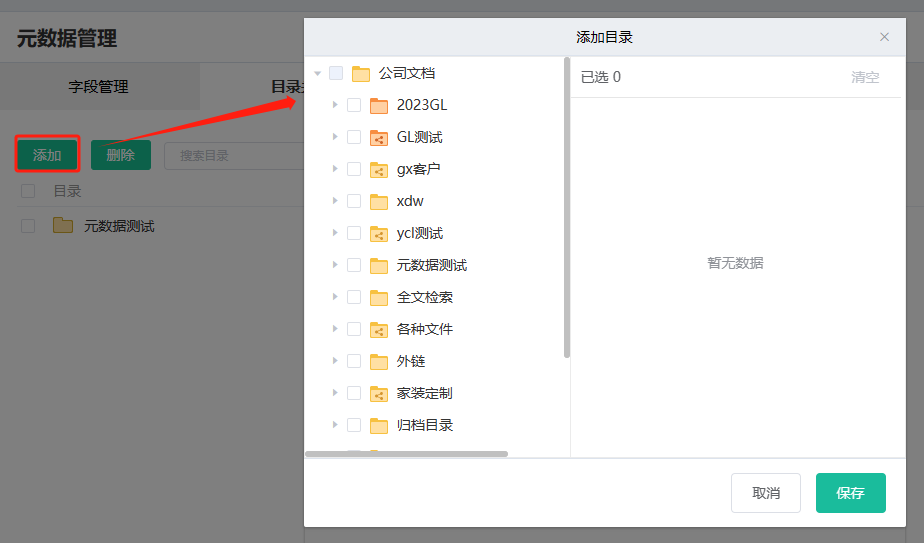 元数据管理
字段管理
目录
添加
删除
搜索目录
目录
元数据测试
添加目录
公司文档
2023GL
GL测试
gx客户
xdw
ycl测试
元数据测试
全文检索
各种文件
外链
家装定制
归档目录
已选 0
清空
暂无数据
取消
保存